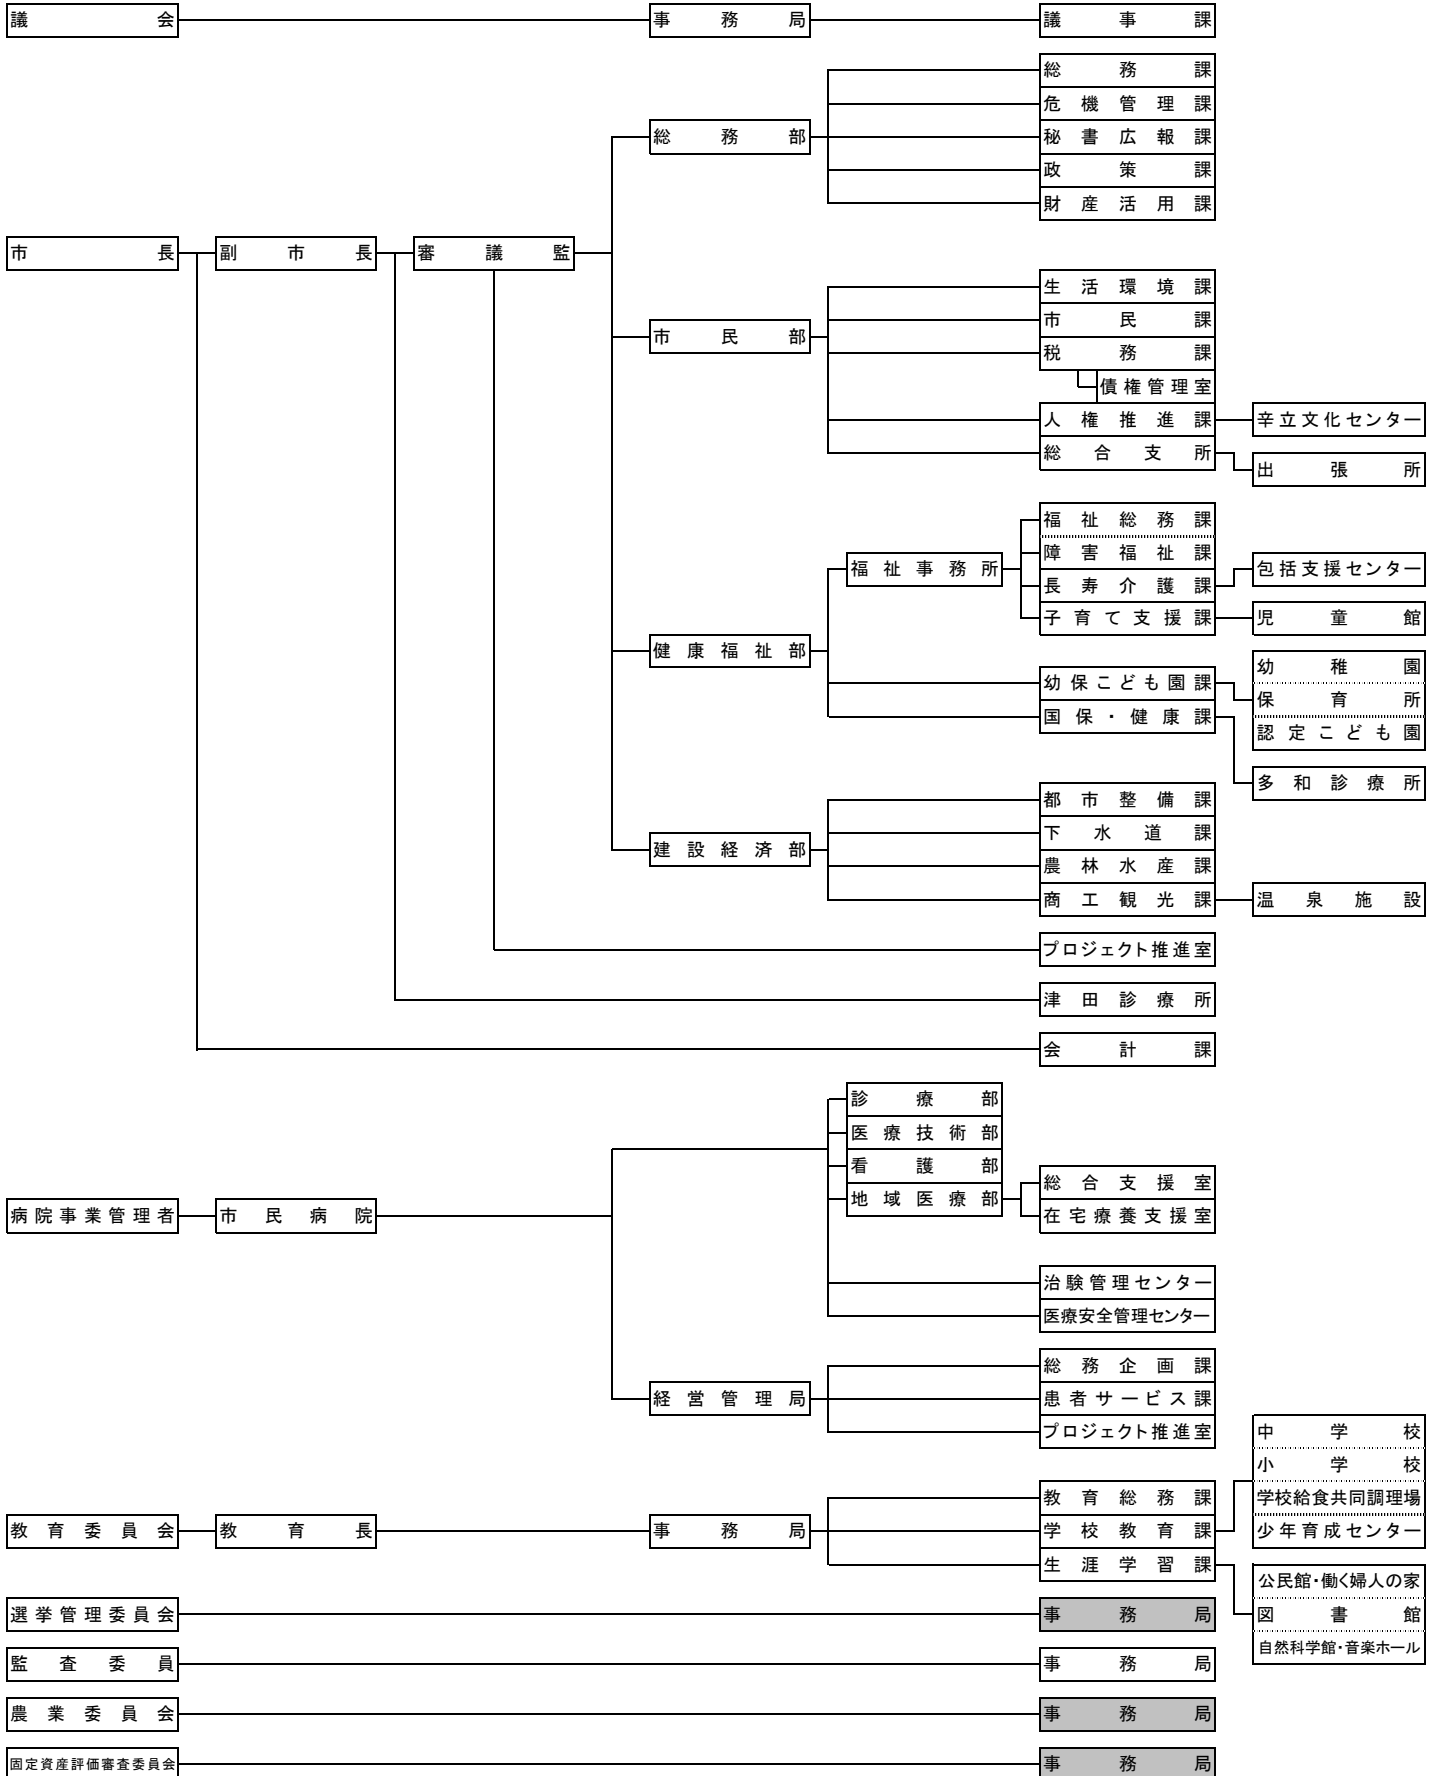 議会 事務局 議事課
総務課
危機管理課
総務部 秘書広報課
政策課
財産活用課
市長 副市長 審議監
生活環境課
市民課
市民部
税務課
債権管理室
人権推進課 辛立文化センター
総合支所
出張所
福祉総務課
障害福祉課
福祉事務所 包括支援センター
長寿介護課
子育て支援課 児童館
健康福祉部
幼稚園
幼保こども園課
保育所
国保・健康課
認定こども園
多和診療所
都市整備課
下水道課
建設経済部
農林水産課
商工観光課 温泉施設
プロジェクト推進室
津田診療所
会計課
診療部
医療技術部
看護部
総合支援室
地域医療部
病院事業管理者 市民病院 在宅療養支援室
治験管理センター
医療安全管理センター
総務企画課
経営管理局 患者サービス課
プロジェクト推進室
中学校
小学校
教育総務課 学校給食共同調理場
教育委員会 教育長 事務局 学校教育課 少年育成センター
生涯学習課
公民館・働く婦人の家
選挙管理委員会 事務局 図書館
自然科学館・音楽ホール
監査委員 事務局
農業委員会 事務局
固定資産評価審査委員会 事務局